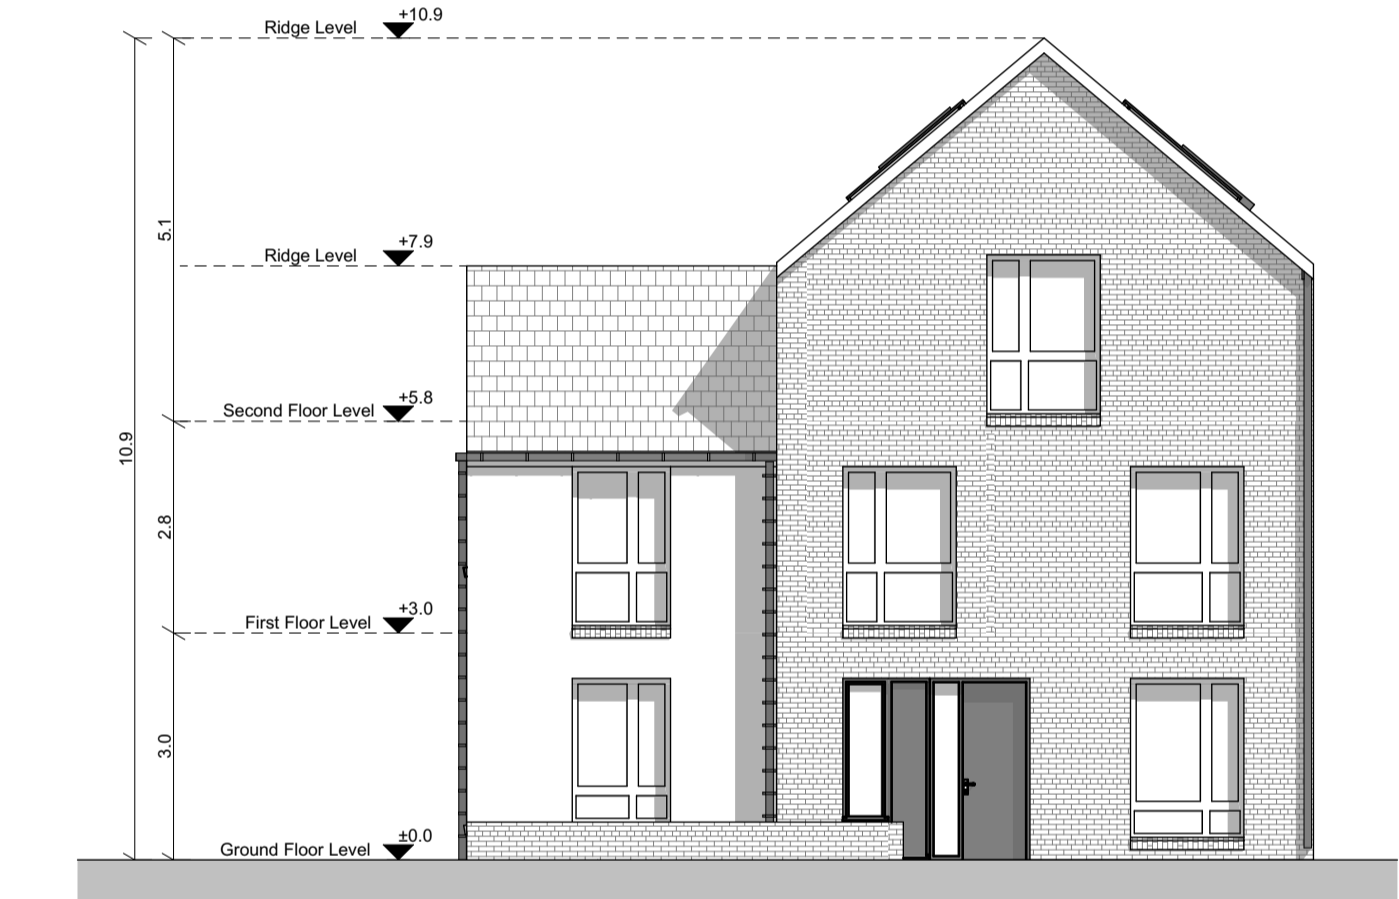 Ridge Level +10.9
5.1
Ridge Level +7.9
Second Floor Level +5.8
10.9
2.8
First Floor Level +3.0
3.0
Ground Floor Level ±0.0